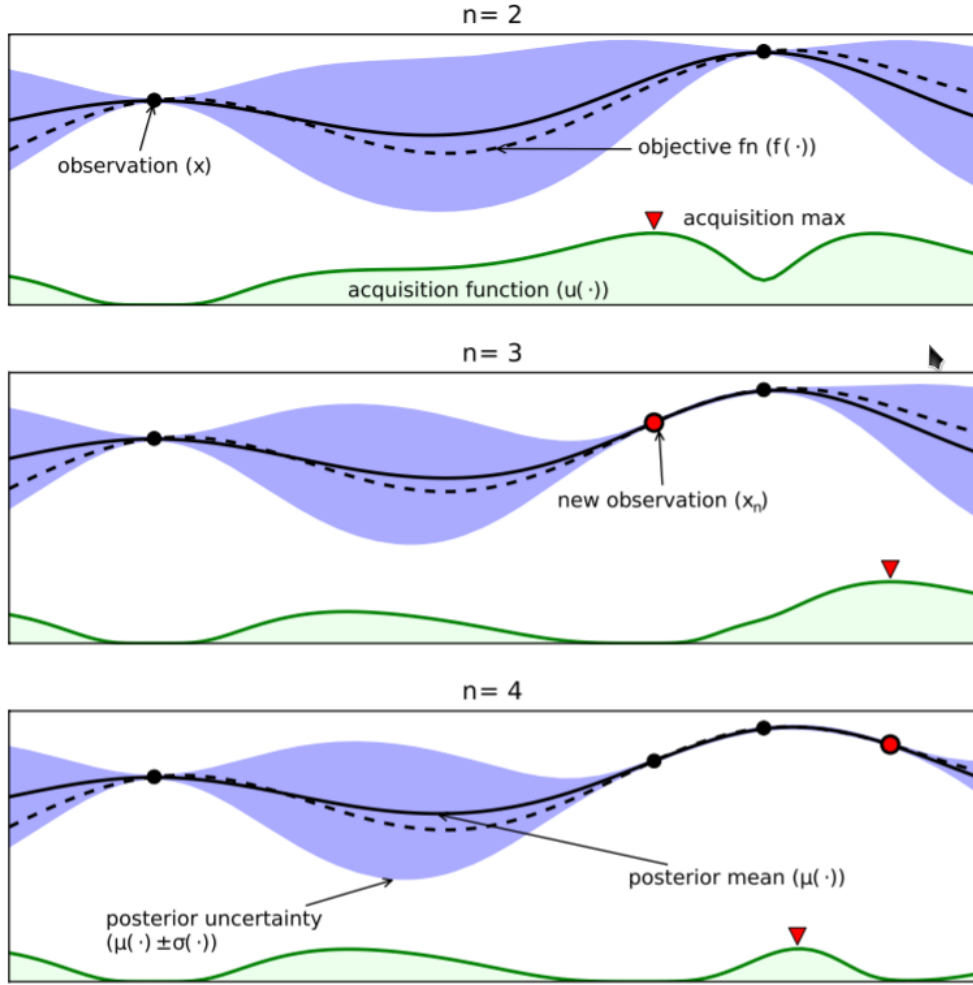 n= 2
observation (x)
objective fn (f(·))
acquisition max
acquisition function (u(·))
n= 3
new observation (xₙ)
n= 4
posterior mean (μ(·))
posterior uncertainty
(μ(·) ±σ(·))